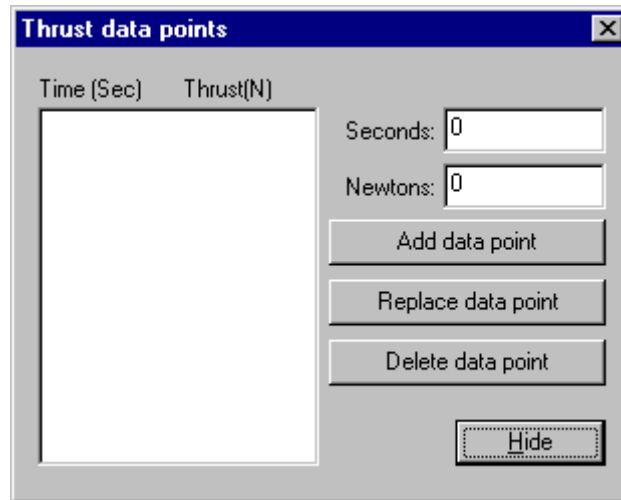 Thrust data points
Time (Sec) Thrust(N)
Seconds: 0
Newtons: 0
Add data point
Replace data point
Delete data point
Hide